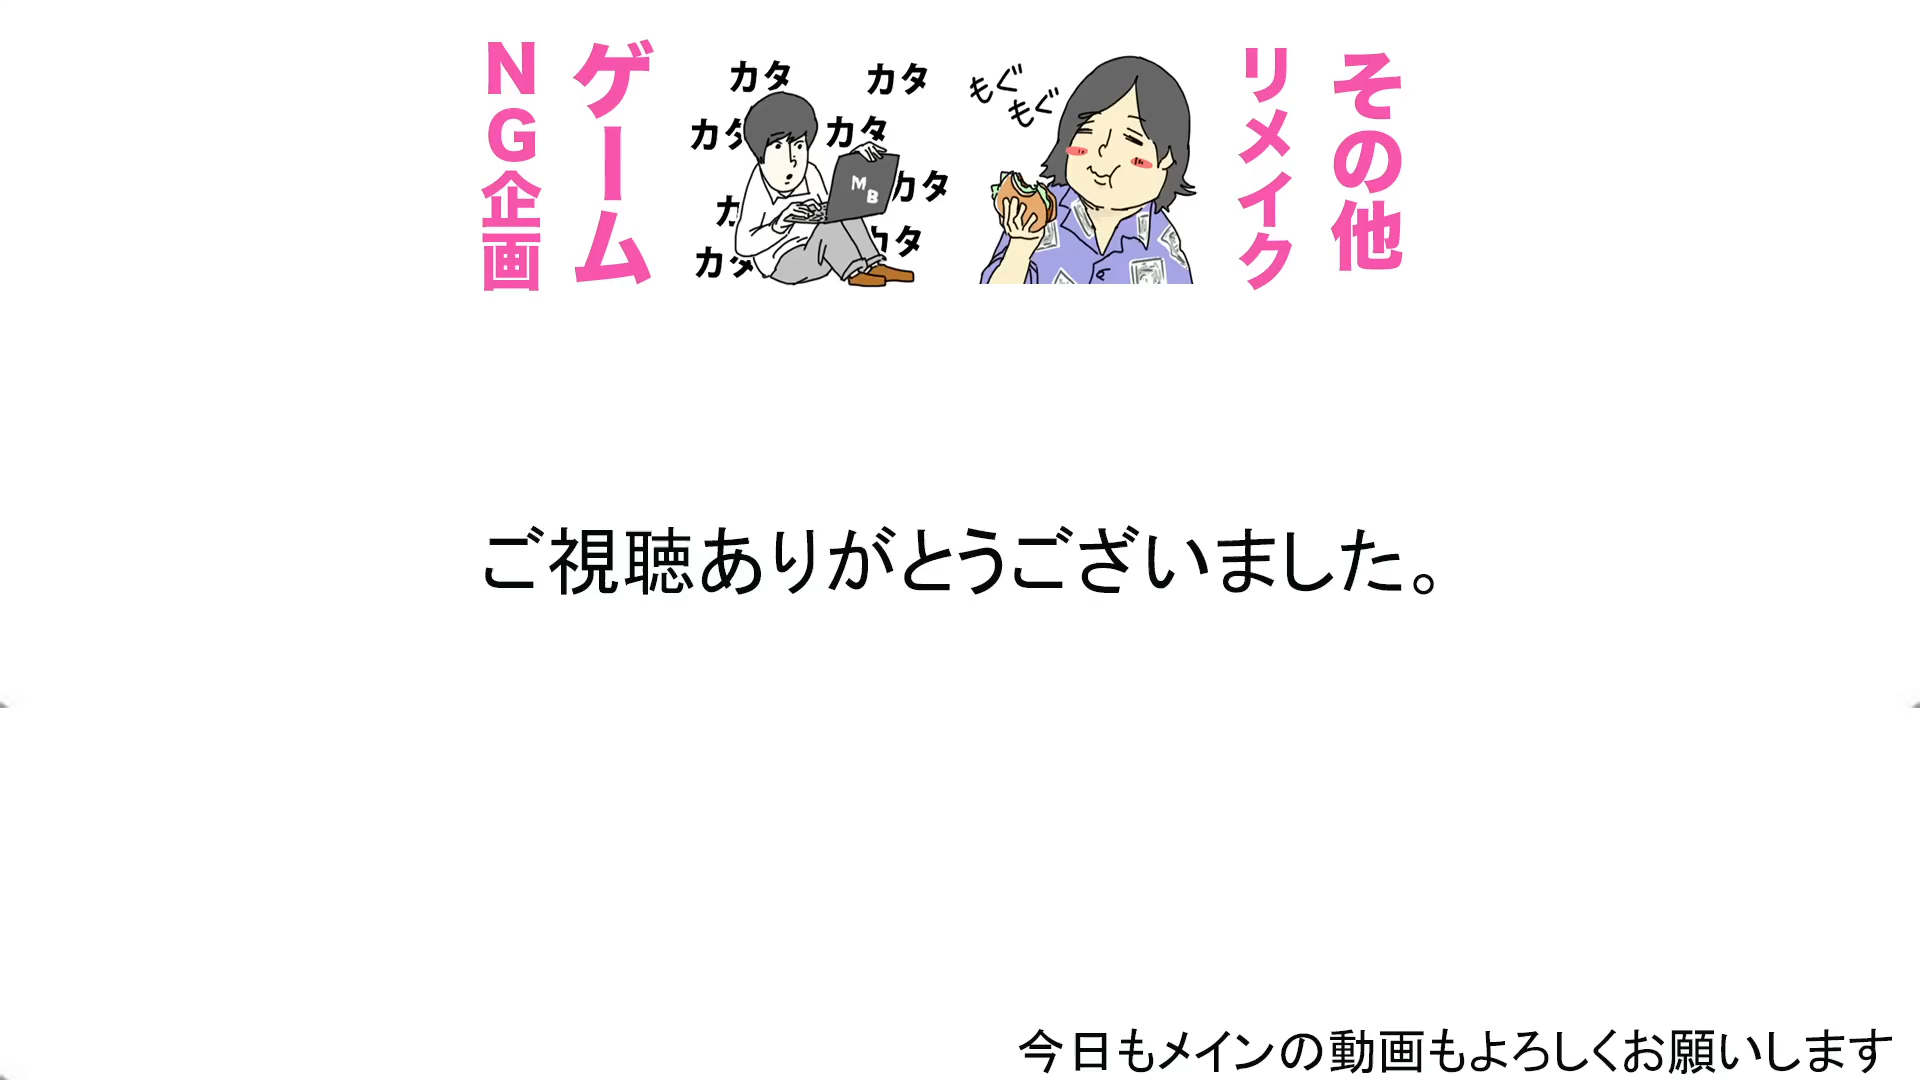 その他
リメイク
もぐ
もぐ
カタ
カタ
カタ
カタ
カタ
カタ
カタ
M
B
ゲーム
NG企画
ご視聴ありがとうございました。
今日もメインの動画もよろしくお願いします